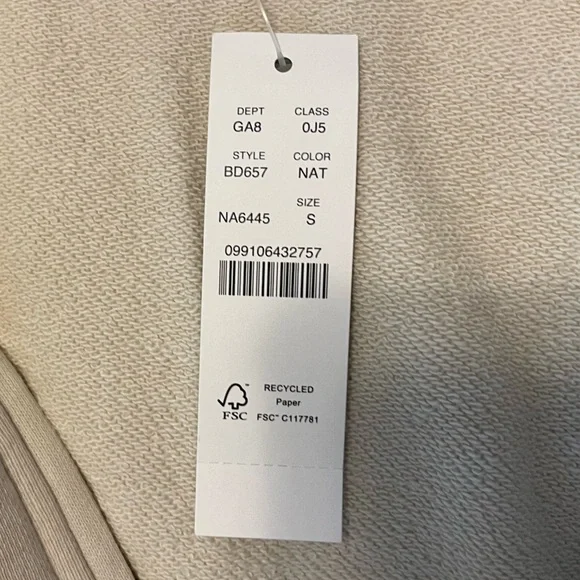 DEPT CLASS
GA8 0J5
STYLE COLOR
BD657 NAT
SIZE
NA6445 S
099106432757
RECYCLED
Paper
FSC™ C117781
FSC